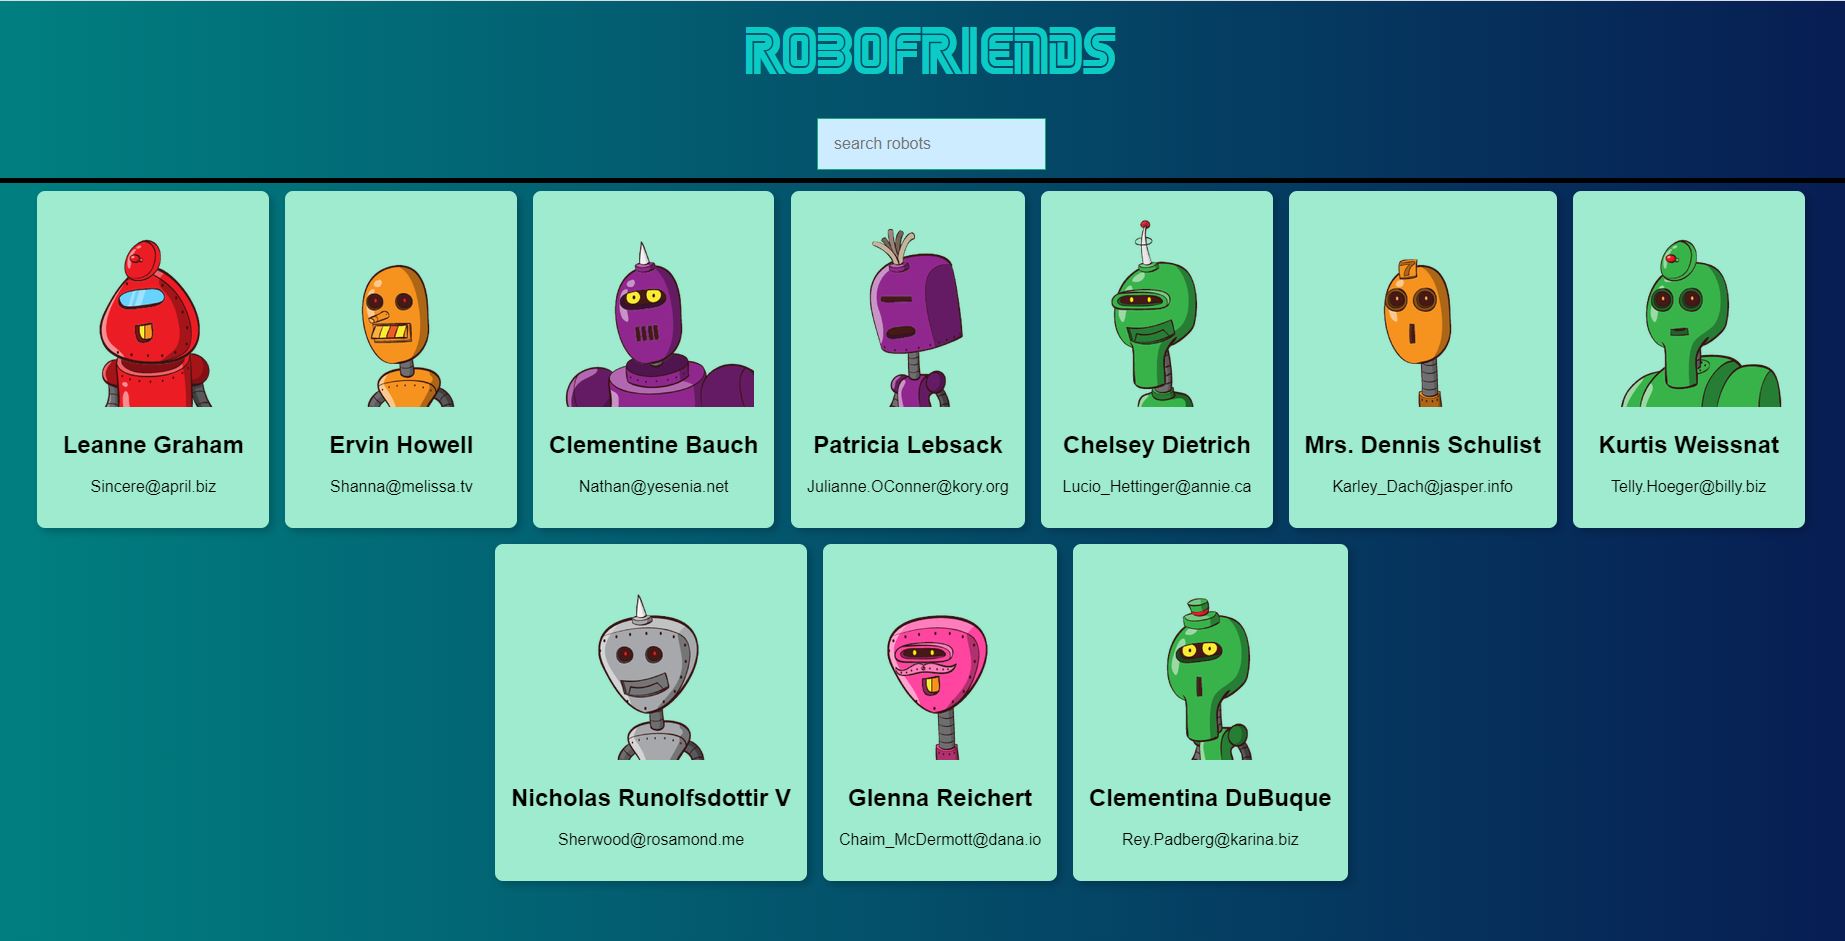 ROBOFRIENDS
search robots
7
Leanne Graham
Sincere@april.biz
Ervin Howell
Shanna@melissa.tv
Clementine Bauch
Nathan@yesenia.net
Patricia Lebsack
Julianne.OConner@kory.org
Chelsey Dietrich
Lucio_Hettinger@annie.ca
Mrs. Dennis Schulist
Karley_Dach@jasper.info
Kurtis Weissnat
Telly.Hoeger@billy.biz
Nicholas Runolfsdottir V
Sherwood@rosamond.me
Glenna Reichert
Chaim_McDermott@dana.io
Clementina DuBuque
Rey.Padberg@karina.biz